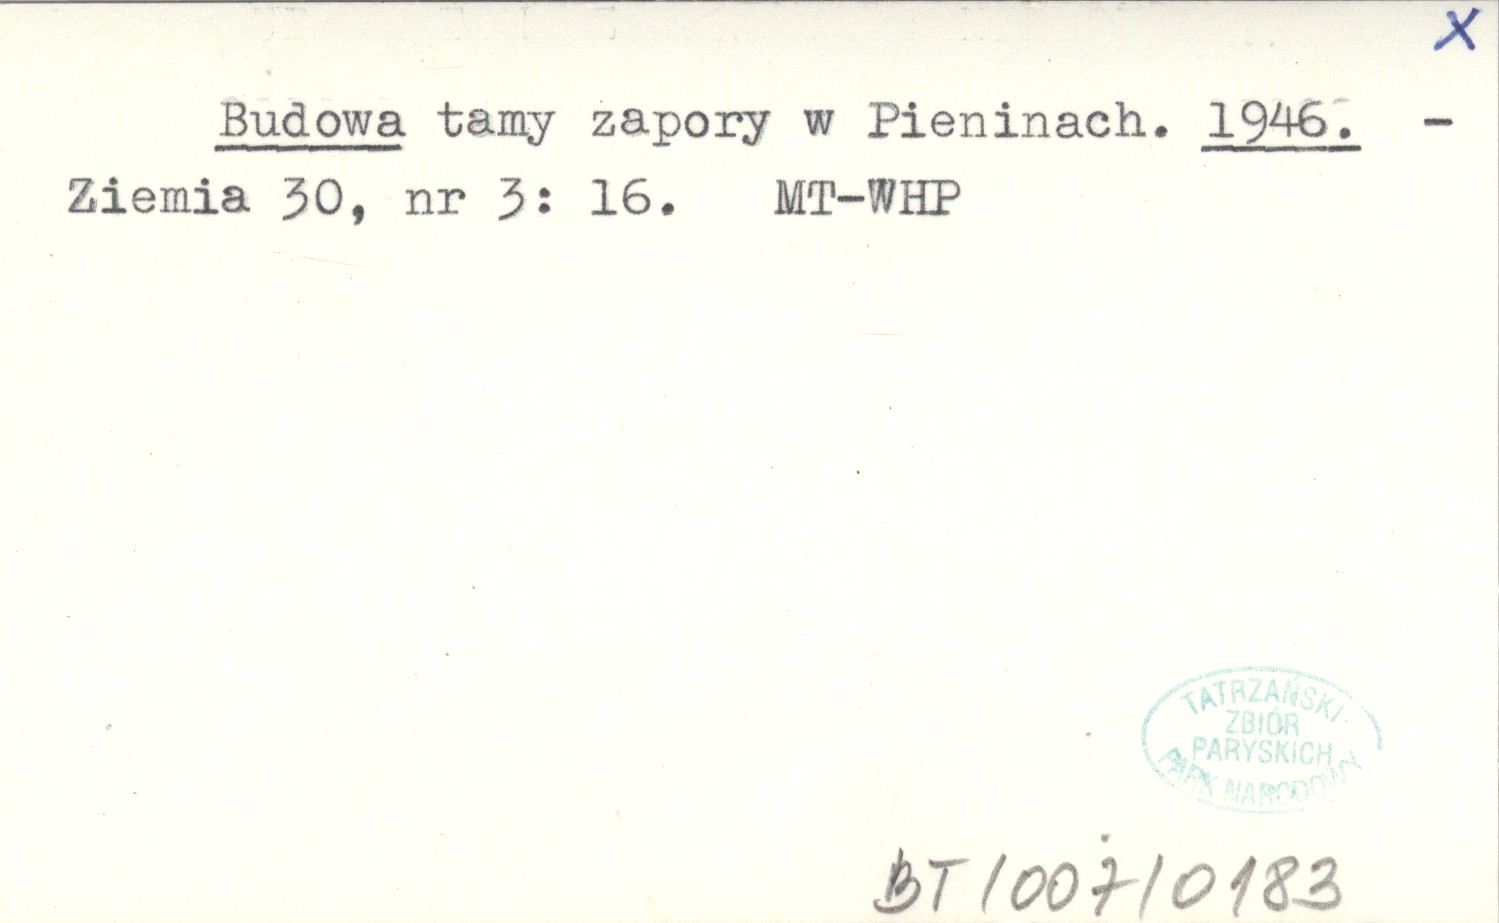 x
Budowa tamy zapory w Pieninach. 1946. -
Ziemia 30, nr 3: 16. MT-WHP
TATRZAŃSKI
ZBIÓR
PARYSKICH
PARK NARODOWY
BT/007/0183